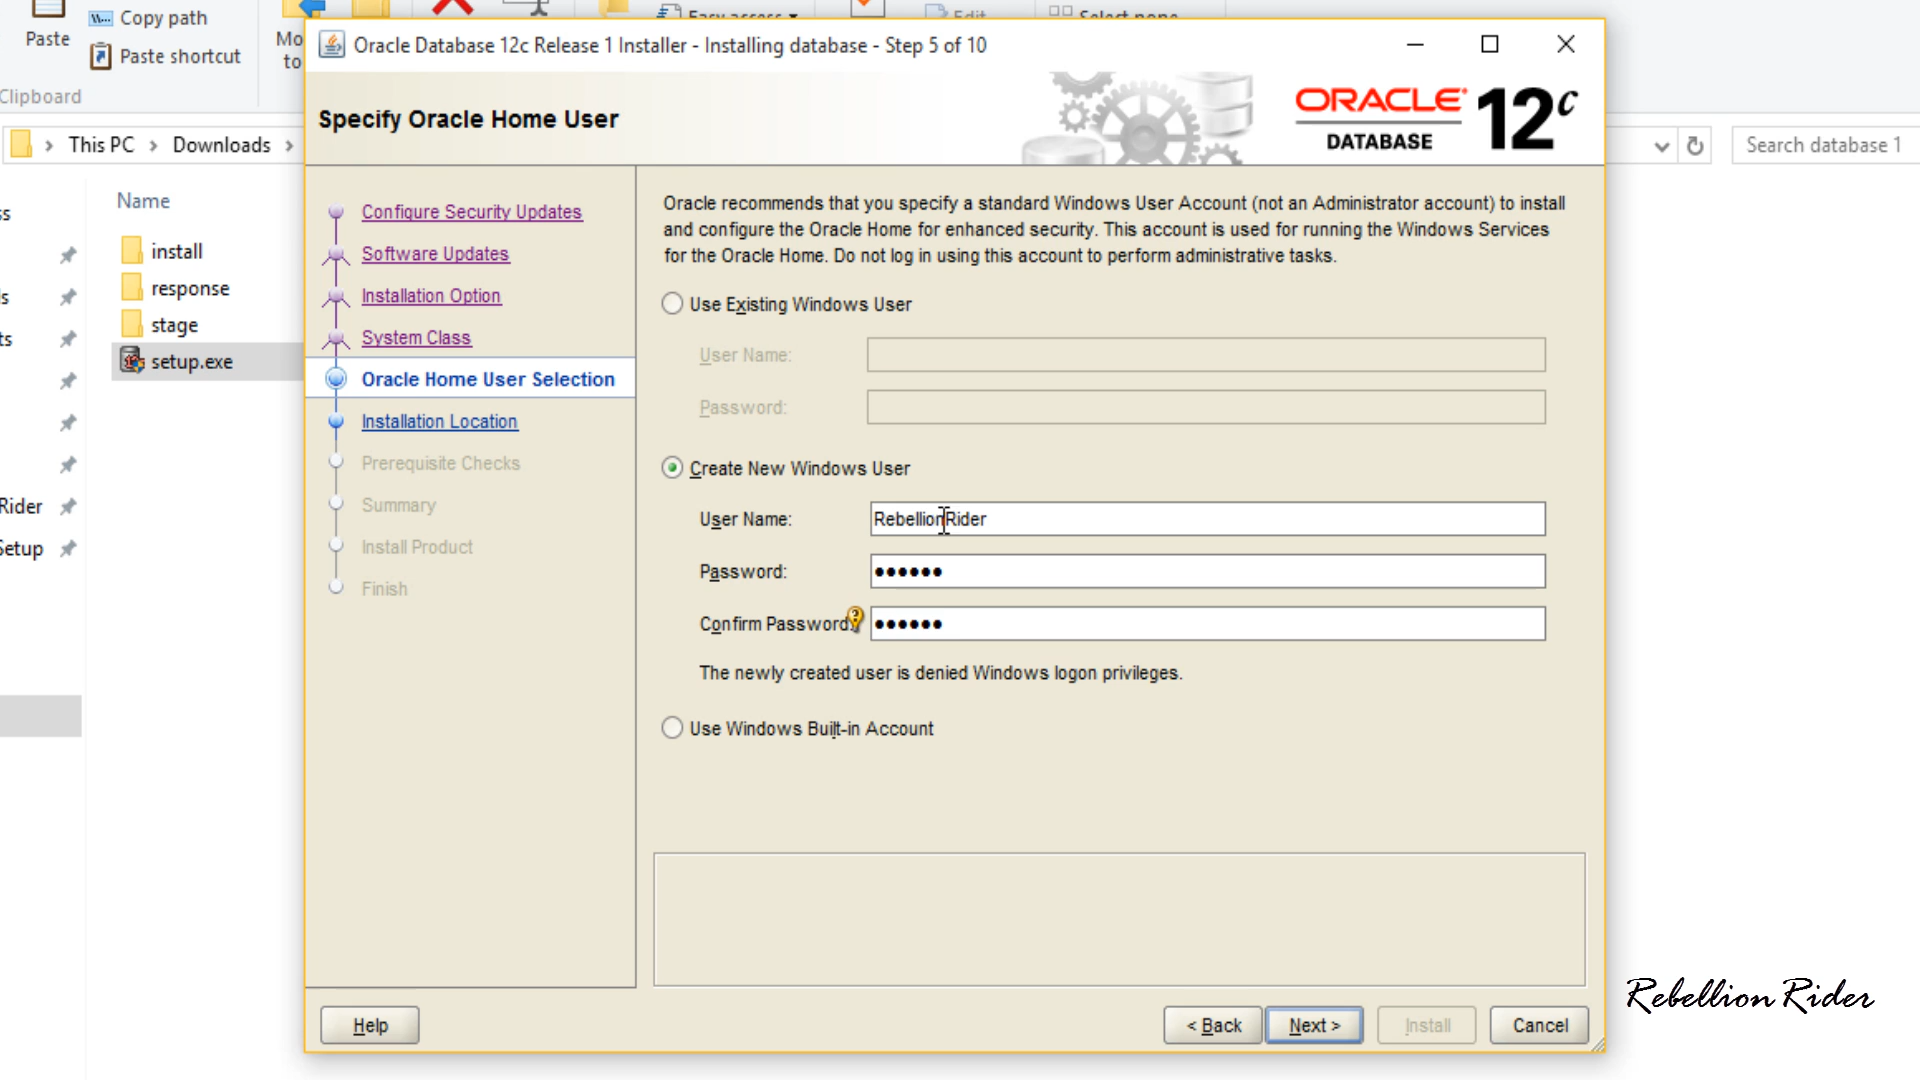 Copy path
Paste
Paste shortcut
Mo
to
Clipboard
Easy access
Edit
Select none
Oracle Database 12c Release 1 Installer - Installing database - Step 5 of 10
Specify Oracle Home User
ORACLE
DATABASE
12c
This PC
Downloads
Search database 1
Name
install
response
stage
setup.exe
s
s
ts
Rider
Setup
Configure Security Updates
Software Updates
Installation Option
System Class
Oracle Home User Selection
Installation Location
Prerequisite Checks
Summary
Install Product
Finish
Oracle recommends that you specify a standard Windows User Account (not an Administrator account) to install
and configure the Oracle Home for enhanced security. This account is used for running the Windows Services
for the Oracle Home. Do not log in using this account to perform administrative tasks.
Use Existing Windows User
User Name:
Password:
Create New Windows User
User Name: RebellionRider
Password: ••••••
Confirm Password: ••••••
The newly created user is denied Windows logon privileges.
Use Windows Built-in Account
Help
< Back
Next >
Install
Cancel
Rebellion Rider